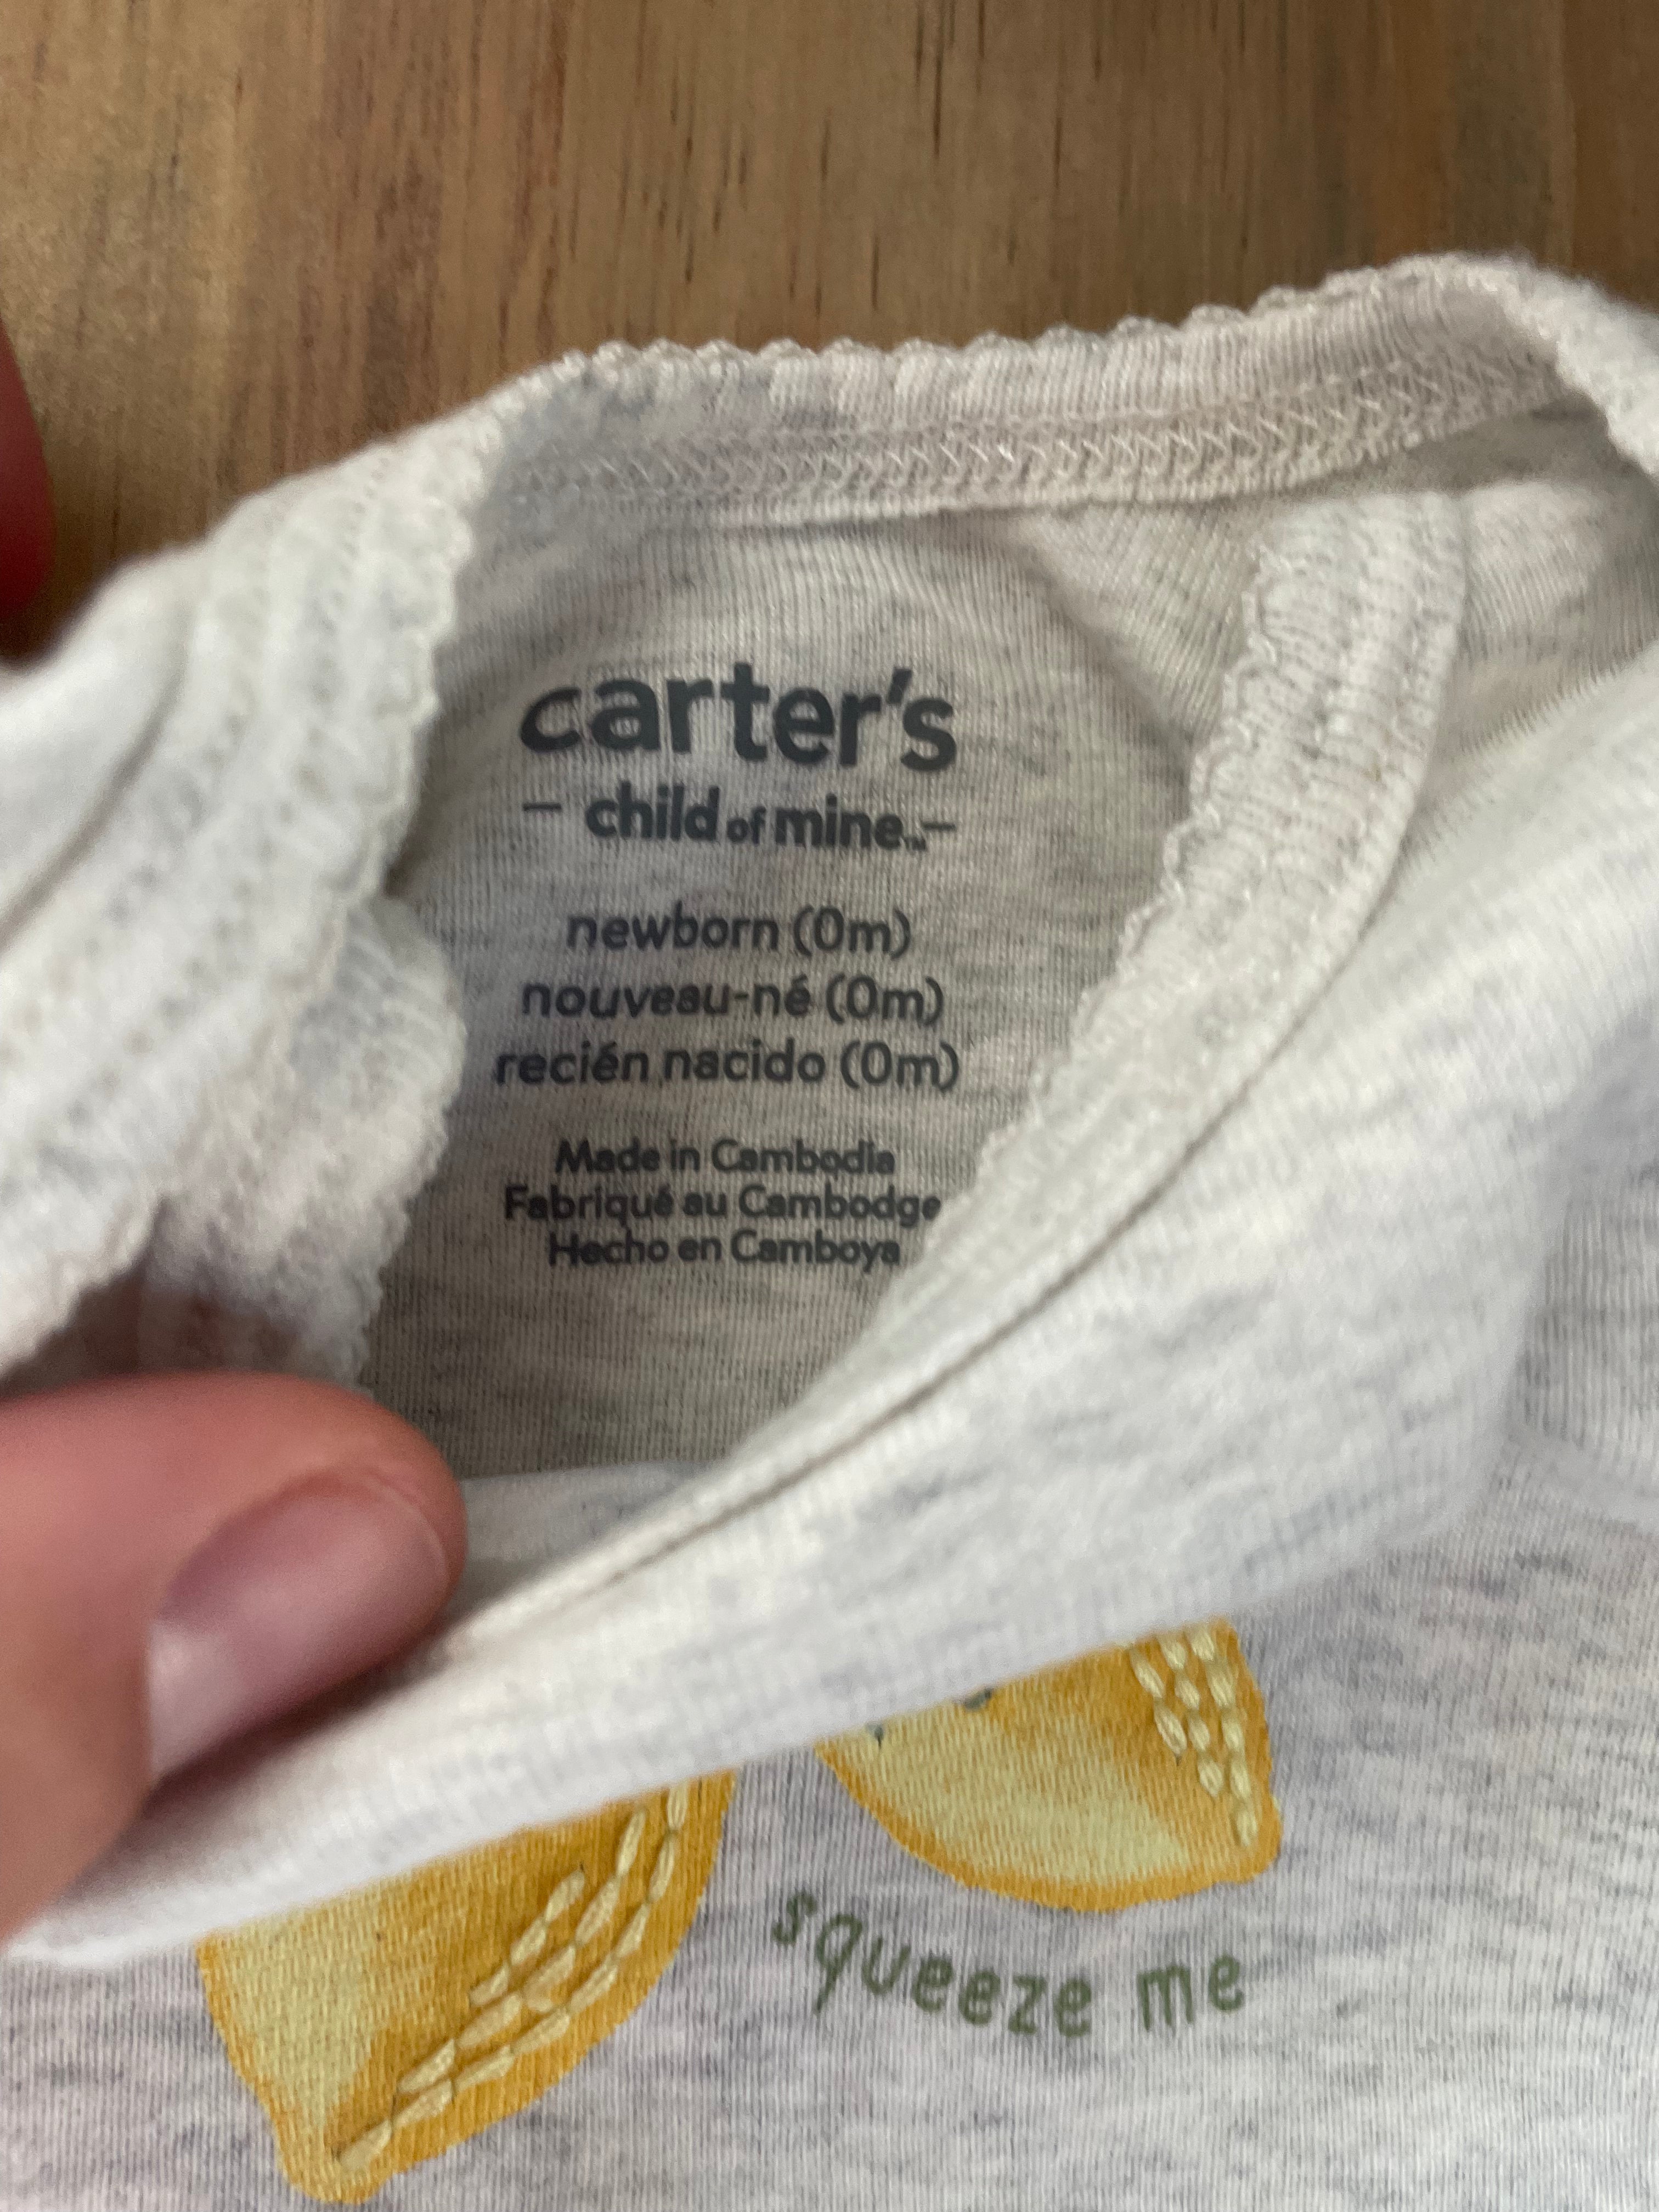 carter's
child of mine™
newborn (0m)
nouveau-né (0m)
recién nacido (0m)
Made in Cambodia
Fabriqué au Cambodge
Hecho en Camboya
squeeze me